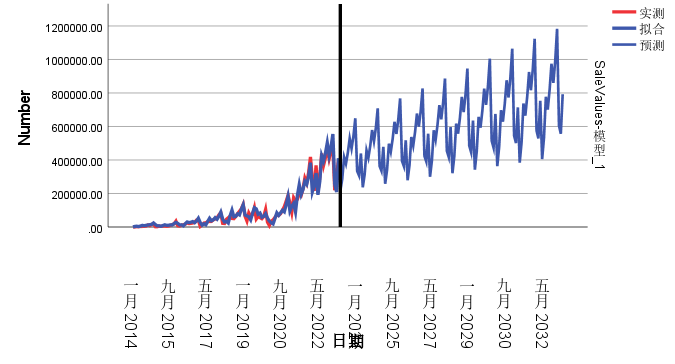 实测
拟合
预测
1200000.00
1000000.00
800000.00
600000.00
400000.00
200000.00
.00
Number
SaleValues-模型_1
一月 2014
九月 2015
五月 2017
一月 2019
九月 2020
五月 2022
一月 2024
九月 2025
五月 2027
一月 2029
九月 2030
五月 2032
日期